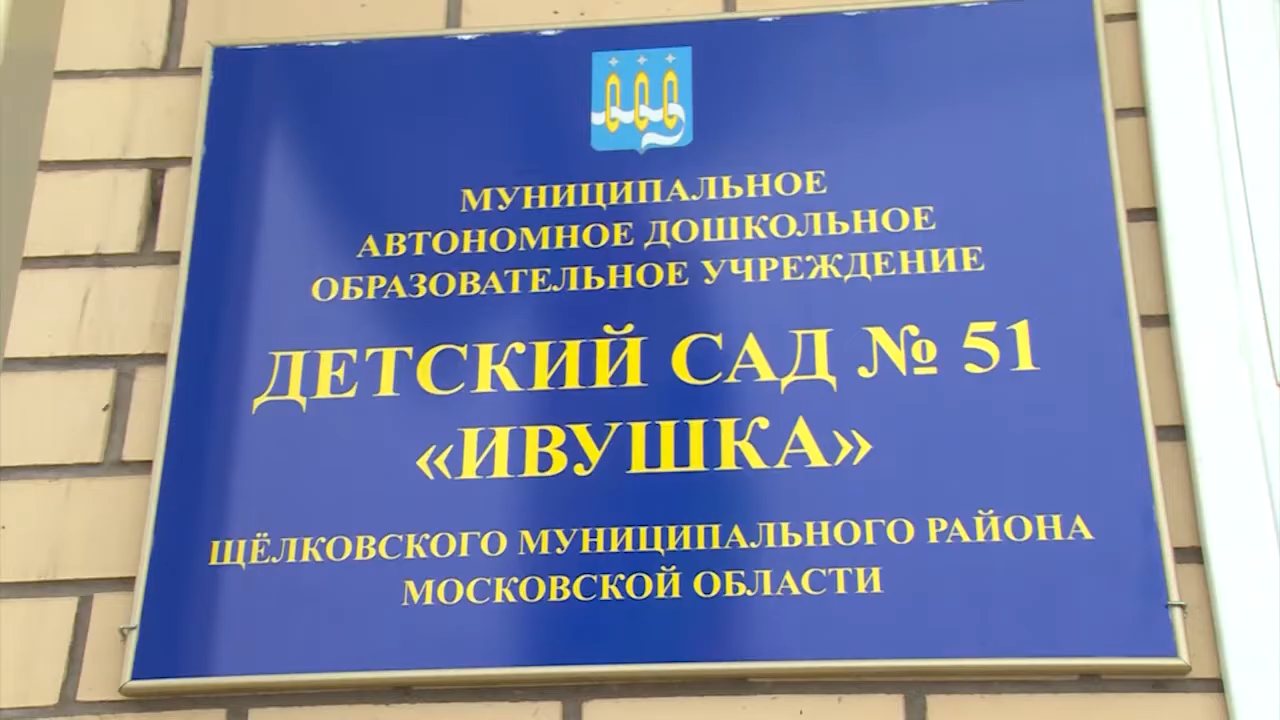 МУНИЦИПАЛЬНОЕ
АВТОНОМНОЕ ДОШКОЛЬНОЕ
ОБРАЗОВАТЕЛЬНОЕ УЧРЕЖДЕНИЕ
ДЕТСКИЙ САД № 51
«ИВУШКА»
ЩЁЛКОВСКОГО МУНИЦИПАЛЬНОГО РАЙОНА
МОСКОВСКОЙ ОБЛАСТИ